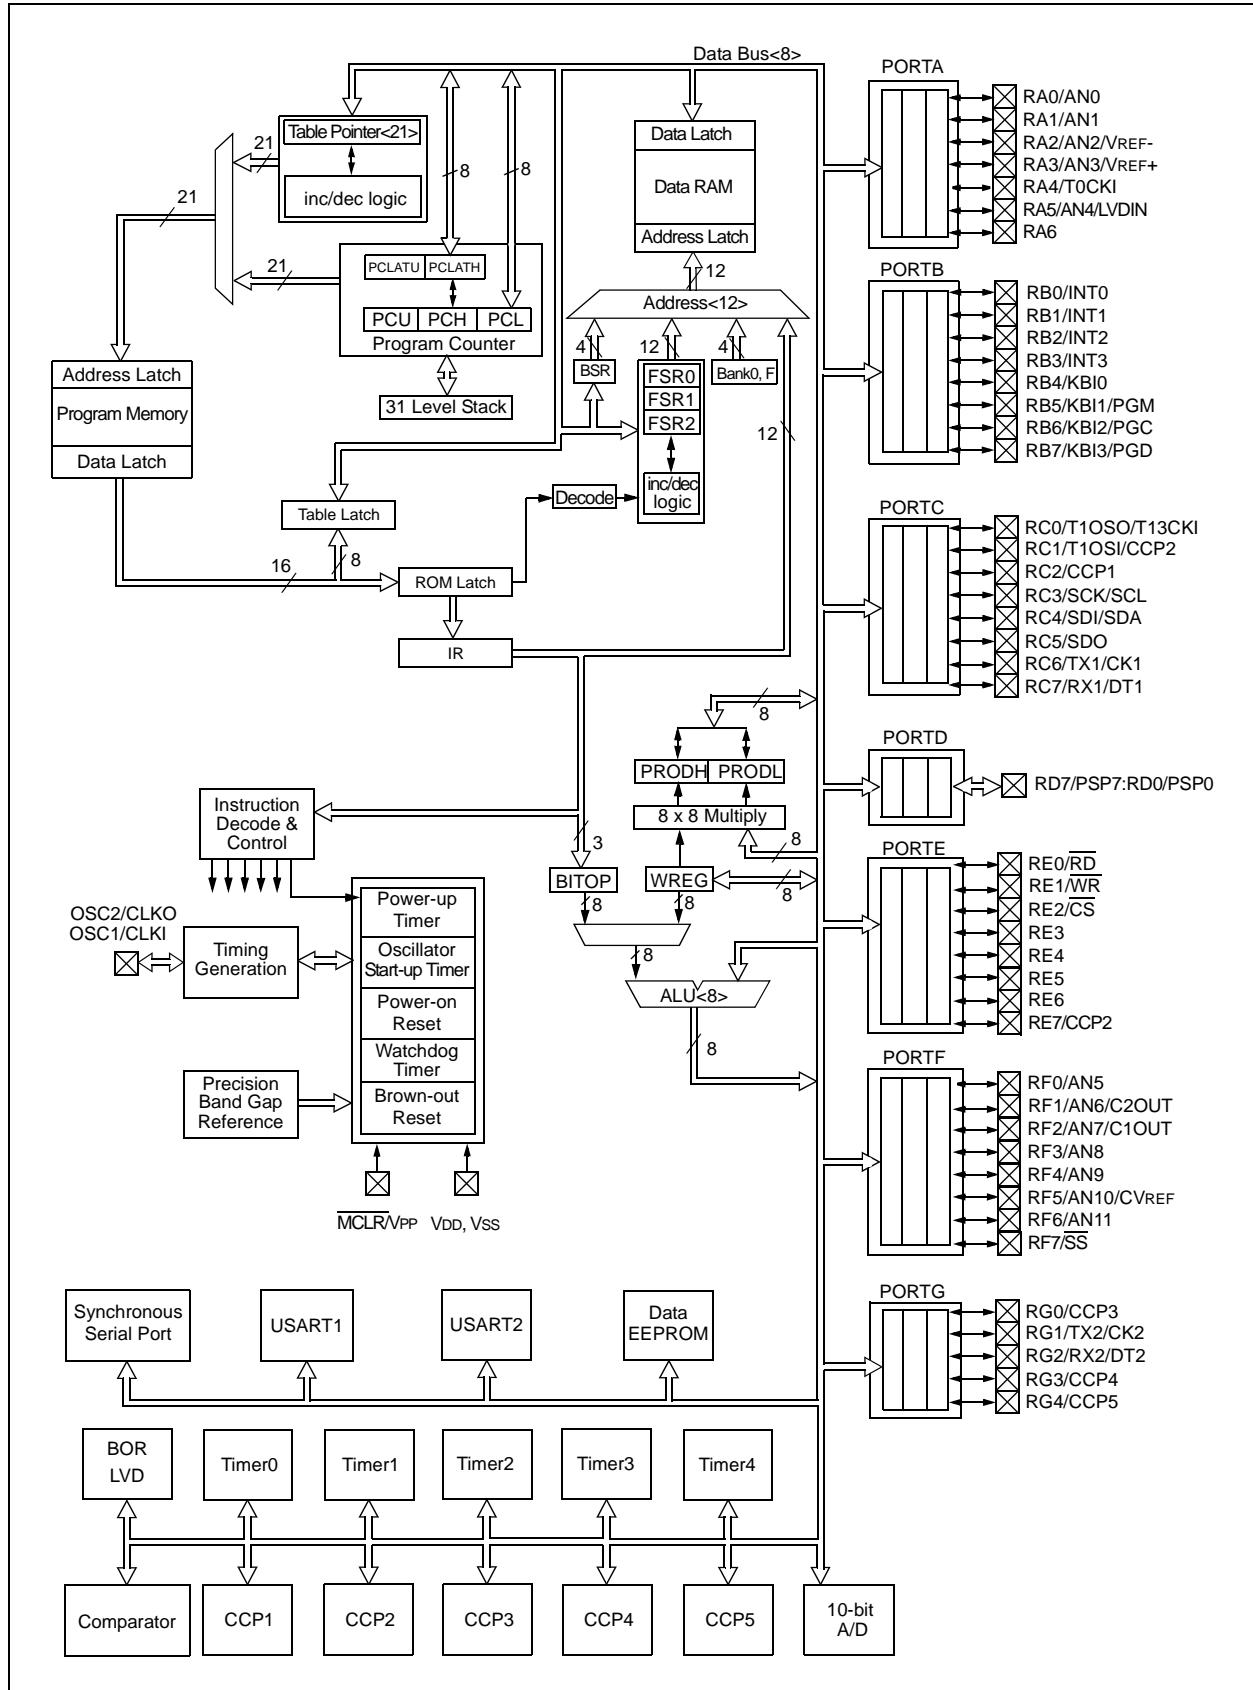 Data Bus<8>
Table Pointer<21>
inc/dec logic
21
21
21
8
8
PCLATU
PCLATH
PCU
PCH
PCL
Program Counter
31 Level Stack
Address Latch
Program Memory
Data Latch
Data Latch
Data RAM
Address Latch
12
Address<12>
4
12
4
BSR
FSR0
FSR1
FSR2
Bank0, F
inc/dec
logic
12
Decode
Table Latch
16
8
ROM Latch
IR
8
PRODH
PRODL
8 x 8 Multiply
8
3
BITOP
WREG
8
8
8
8
ALU<8>
8
Instruction
Decode &
Control
OSC2/CLKO
OSC1/CLKI
Timing
Generation
Power-up
Timer
Oscillator
Start-up Timer
Power-on
Reset
Watchdog
Timer
Brown-out
Reset
Precision
Band Gap
Reference
MCLR/VPP
VDD, VSS
PORTA
RA0/AN0
RA1/AN1
RA2/AN2/VREF-
RA3/AN3/VREF+
RA4/T0CKI
RA5/AN4/LVDIN
RA6
PORTB
RB0/INT0
RB1/INT1
RB2/INT2
RB3/INT3
RB4/KBI0
RB5/KBI1/PGM
RB6/KBI2/PGC
RB7/KBI3/PGD
PORTC
RC0/T1OSO/T13CKI
RC1/T1OSI/CCP2
RC2/CCP1
RC3/SCK/SCL
RC4/SDI/SDA
RC5/SDO
RC6/TX1/CK1
RC7/RX1/DT1
PORTD
RD7/PSP7:RD0/PSP0
PORTE
RE0/RD
RE1/WR
RE2/CS
RE3
RE4
RE5
RE6
RE7/CCP2
PORTF
RF0/AN5
RF1/AN6/C2OUT
RF2/AN7/C1OUT
RF3/AN8
RF4/AN9
RF5/AN10/CVREF
RF6/AN11
RF7/SS
PORTG
RG0/CCP3
RG1/TX2/CK2
RG2/RX2/DT2
RG3/CCP4
RG4/CCP5
Synchronous
Serial Port
USART1
USART2
Data
EEPROM
BOR
LVD
Timer0
Timer1
Timer2
Timer3
Timer4
Comparator
CCP1
CCP2
CCP3
CCP4
CCP5
10-bit
A/D